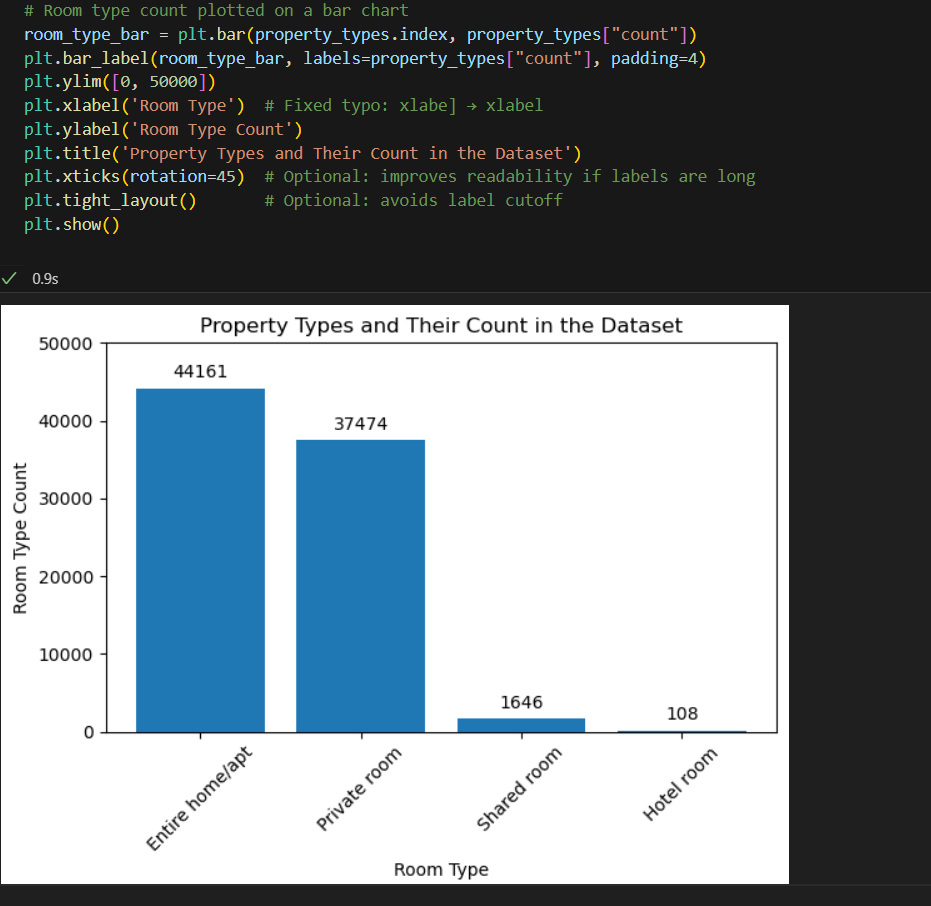 # Room type count plotted on a bar chart
room_type_bar = plt.bar(property_types.index, property_types["count"])
plt.bar_label(room_type_bar, labels=property_types["count"], padding=4)
plt.ylim([0, 50000])
plt.xlabel('Room Type')  # Fixed typo: xlabe] → xlabel
plt.ylabel('Room Type Count')
plt.title('Property Types and Their Count in the Dataset')
plt.xticks(rotation=45)  # Optional: improves readability if labels are long
plt.tight_layout()       # Optional: avoids label cutoff
plt.show()
✓ 0.9s
Property Types and Their Count in the Dataset
50000
44161
40000
37474
30000
20000
10000
1646
108
0
Room Type Count
Entire home/apt
Private room
Shared room
Hotel room
Room Type